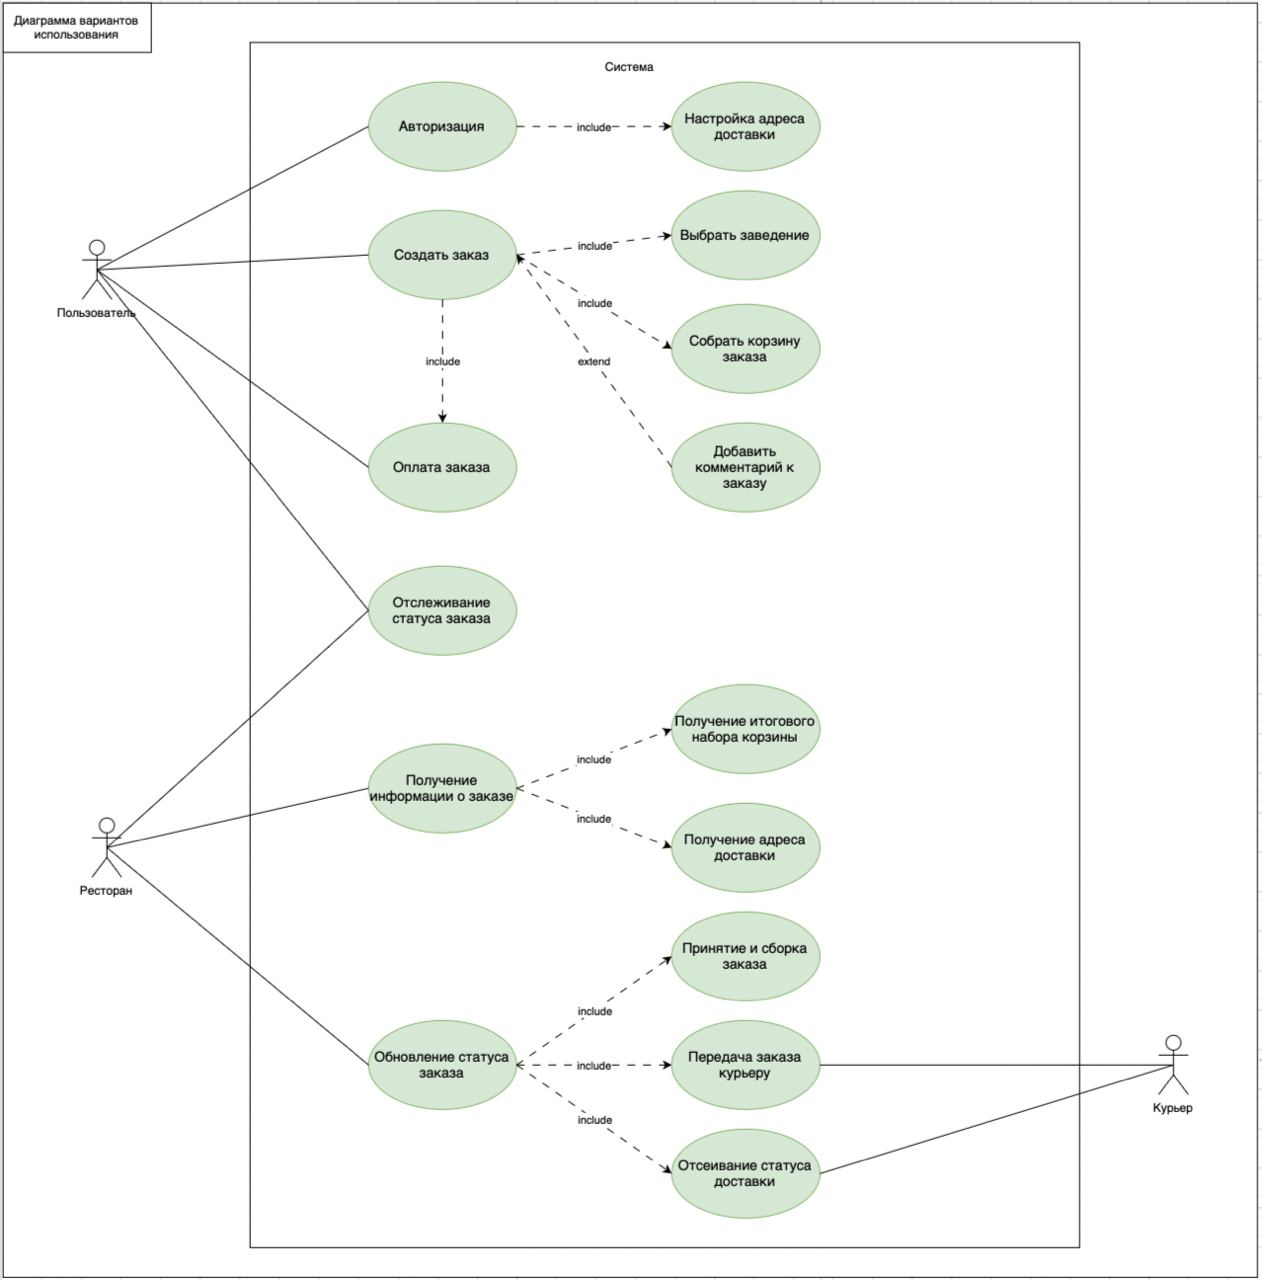 Диаграмма вариантов
использования
Система
Авторизация
include
Настройка адреса
доставки
Пользователь
Создать заказ
include
Выбрать заведение
include
Собрать корзину
заказа
include
extend
Оплата заказа
Добавить
комментарий к
заказу
Отслеживание
статуса заказа
Ресторан
Получение
информации о заказе
include
Получение итогового
набора корзины
include
Получение адреса
доставки
Обновление статуса
заказа
include
Принятие и сборка
заказа
include
Передача заказа
курьеру
include
Отсеивание статуса
доставки
Курьер